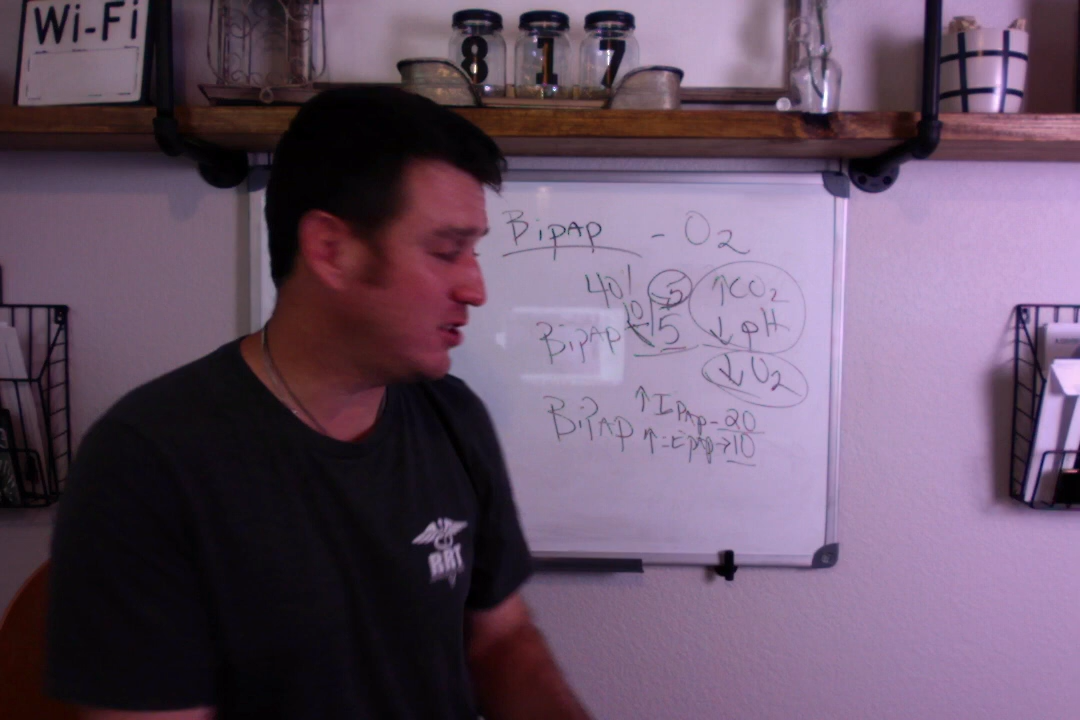 Wi-Fi
8 1 7
BiPAP - O2
40% 5 ↑CO2
BiPAP 10/5 ↓pH
↓O2
BiPAP ↑IPAP-20
↑=EPAP→10
RRT